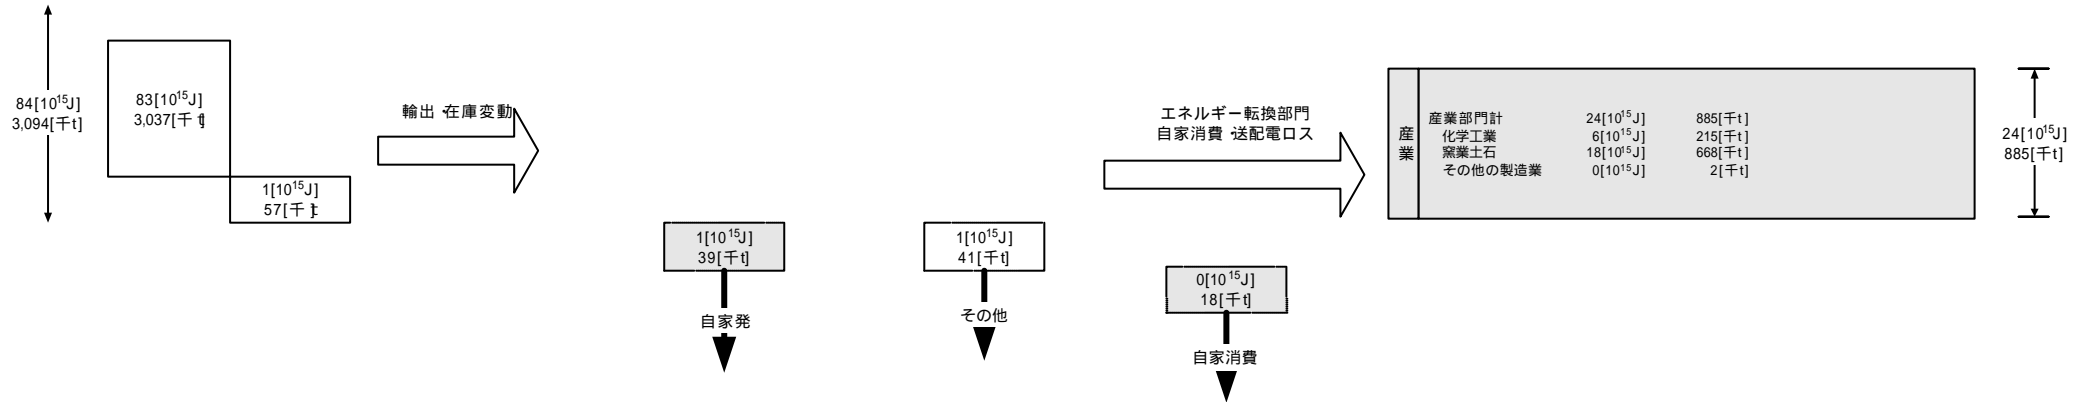 84[10¹⁵J]
3,094[千t]
83[10¹⁵J]
3,037[千t]
1[10¹⁵J]
57[千t]
輸出・在庫変動
1[10¹⁵J]
39[千t]
自家発
1[10¹⁵J]
41[千t]
その他
エネルギー転換部門
自家消費・送配電ロス
0[10¹⁵J]
18[千t]
自家消費
産業
産業部門計 24[10¹⁵J] 885[千t]
化学工業 6[10¹⁵J] 215[千t]
窯業土石 18[10¹⁵J] 668[千t]
その他の製造業 0[10¹⁵J] 2[千t]
24[10¹⁵J]
885[千t]